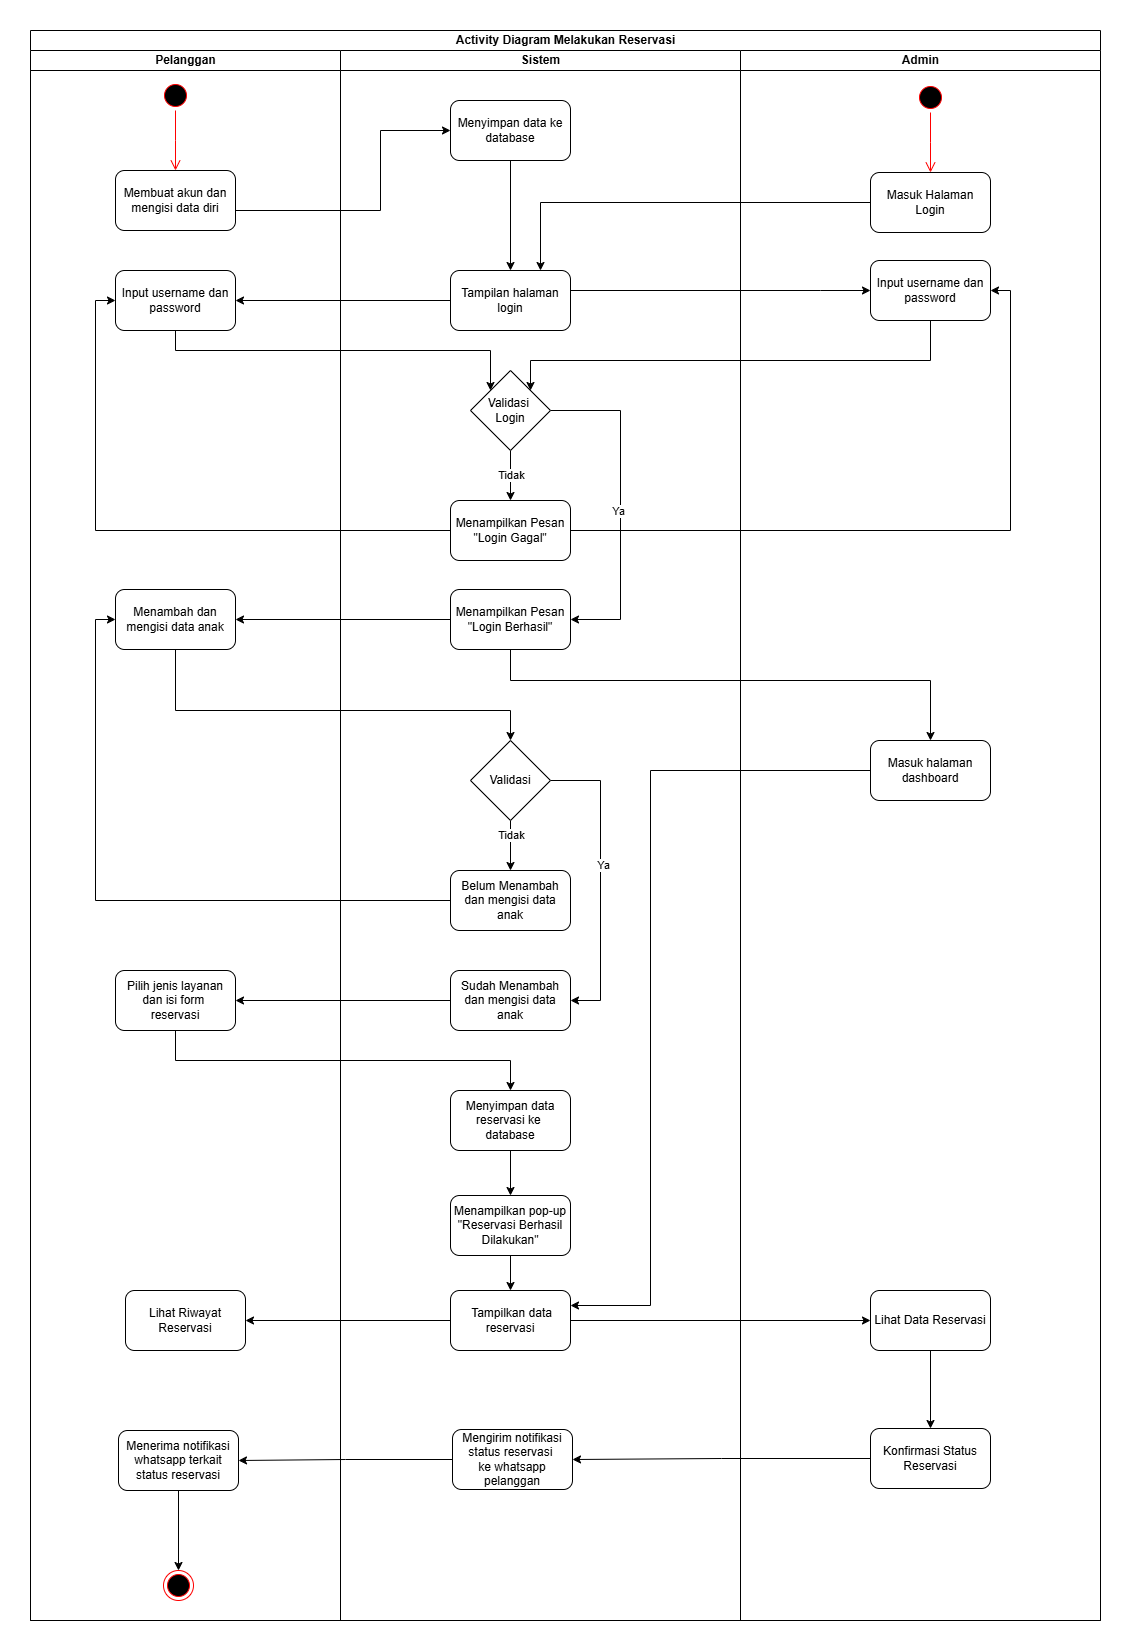 Activity Diagram Melakukan Reservasi
Pelanggan
Sistem
Admin
Menyimpan data ke
database
Membuat akun dan
mengisi data diri
Masuk Halaman
Login
Input username dan
password
Tampilan halaman
login
Input username dan
password
Validasi
Login
Tidak
Ya
Menampilkan Pesan
"Login Gagal"
Menambah dan
mengisi data anak
Menampilkan Pesan
"Login Berhasil"
Masuk halaman
dashboard
Validasi
Tidak
Ya
Belum Menambah
dan mengisi data
anak
Pilih jenis layanan
dan isi form
reservasi
Sudah Menambah
dan mengisi data
anak
Menyimpan data
reservasi ke
database
Menampilkan pop-up
"Reservasi Berhasil
Dilakukan"
Lihat Riwayat
Reservasi
Tampilkan data
reservasi
Lihat Data Reservasi
Menerima notifikasi
whatsapp terkait
status reservasi
Mengirim notifikasi
status reservasi
ke whatsapp
pelanggan
Konfirmasi Status
Reservasi